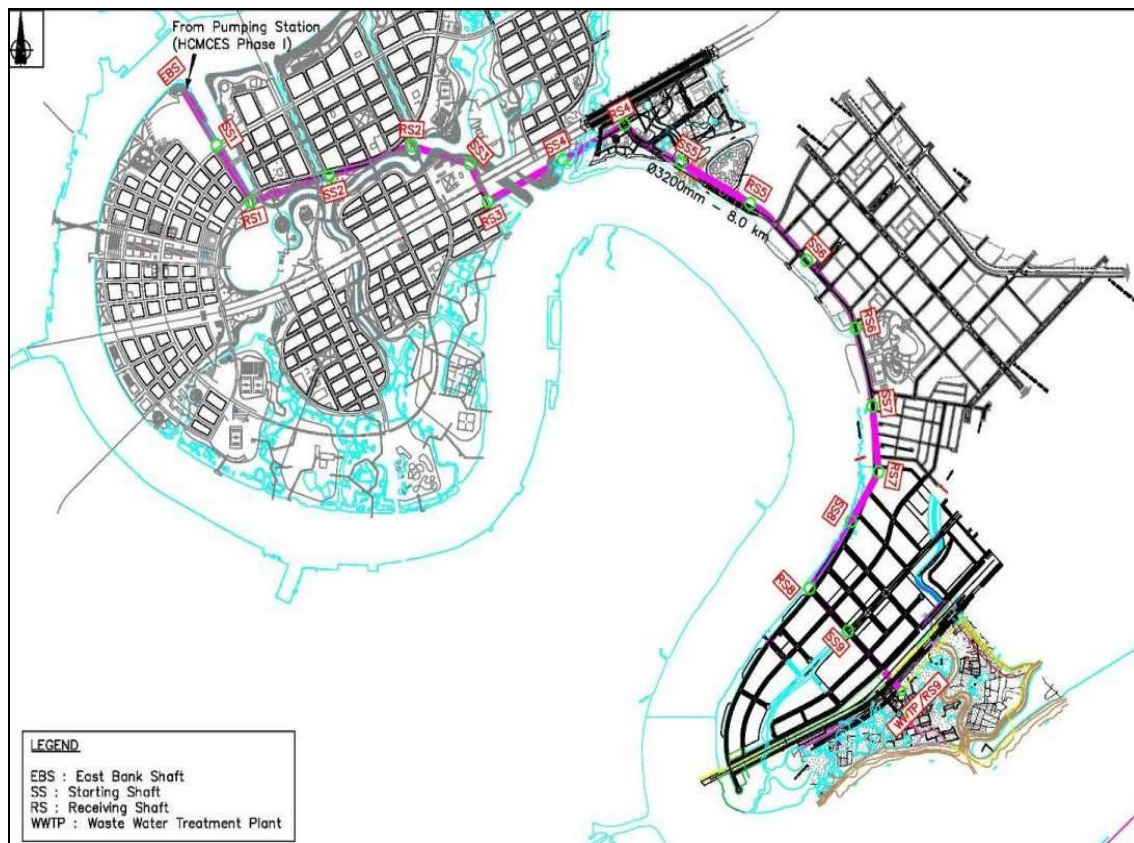 From Pumping Station
(HCMCES Phase I)
EBS
SS1
RS1
SS2
RS2
SS3
RS3
SS4
RS4
SS5
RS5
Ø3200mm – 8.0 km
SS6
RS6
SS7
RS7
SS8
RS8
SS9
WWTP /RS9
LEGEND
EBS : East Bank Shaft
SS : Starting Shaft
RS : Receiving Shaft
WWTP : Waste Water Treatment Plant